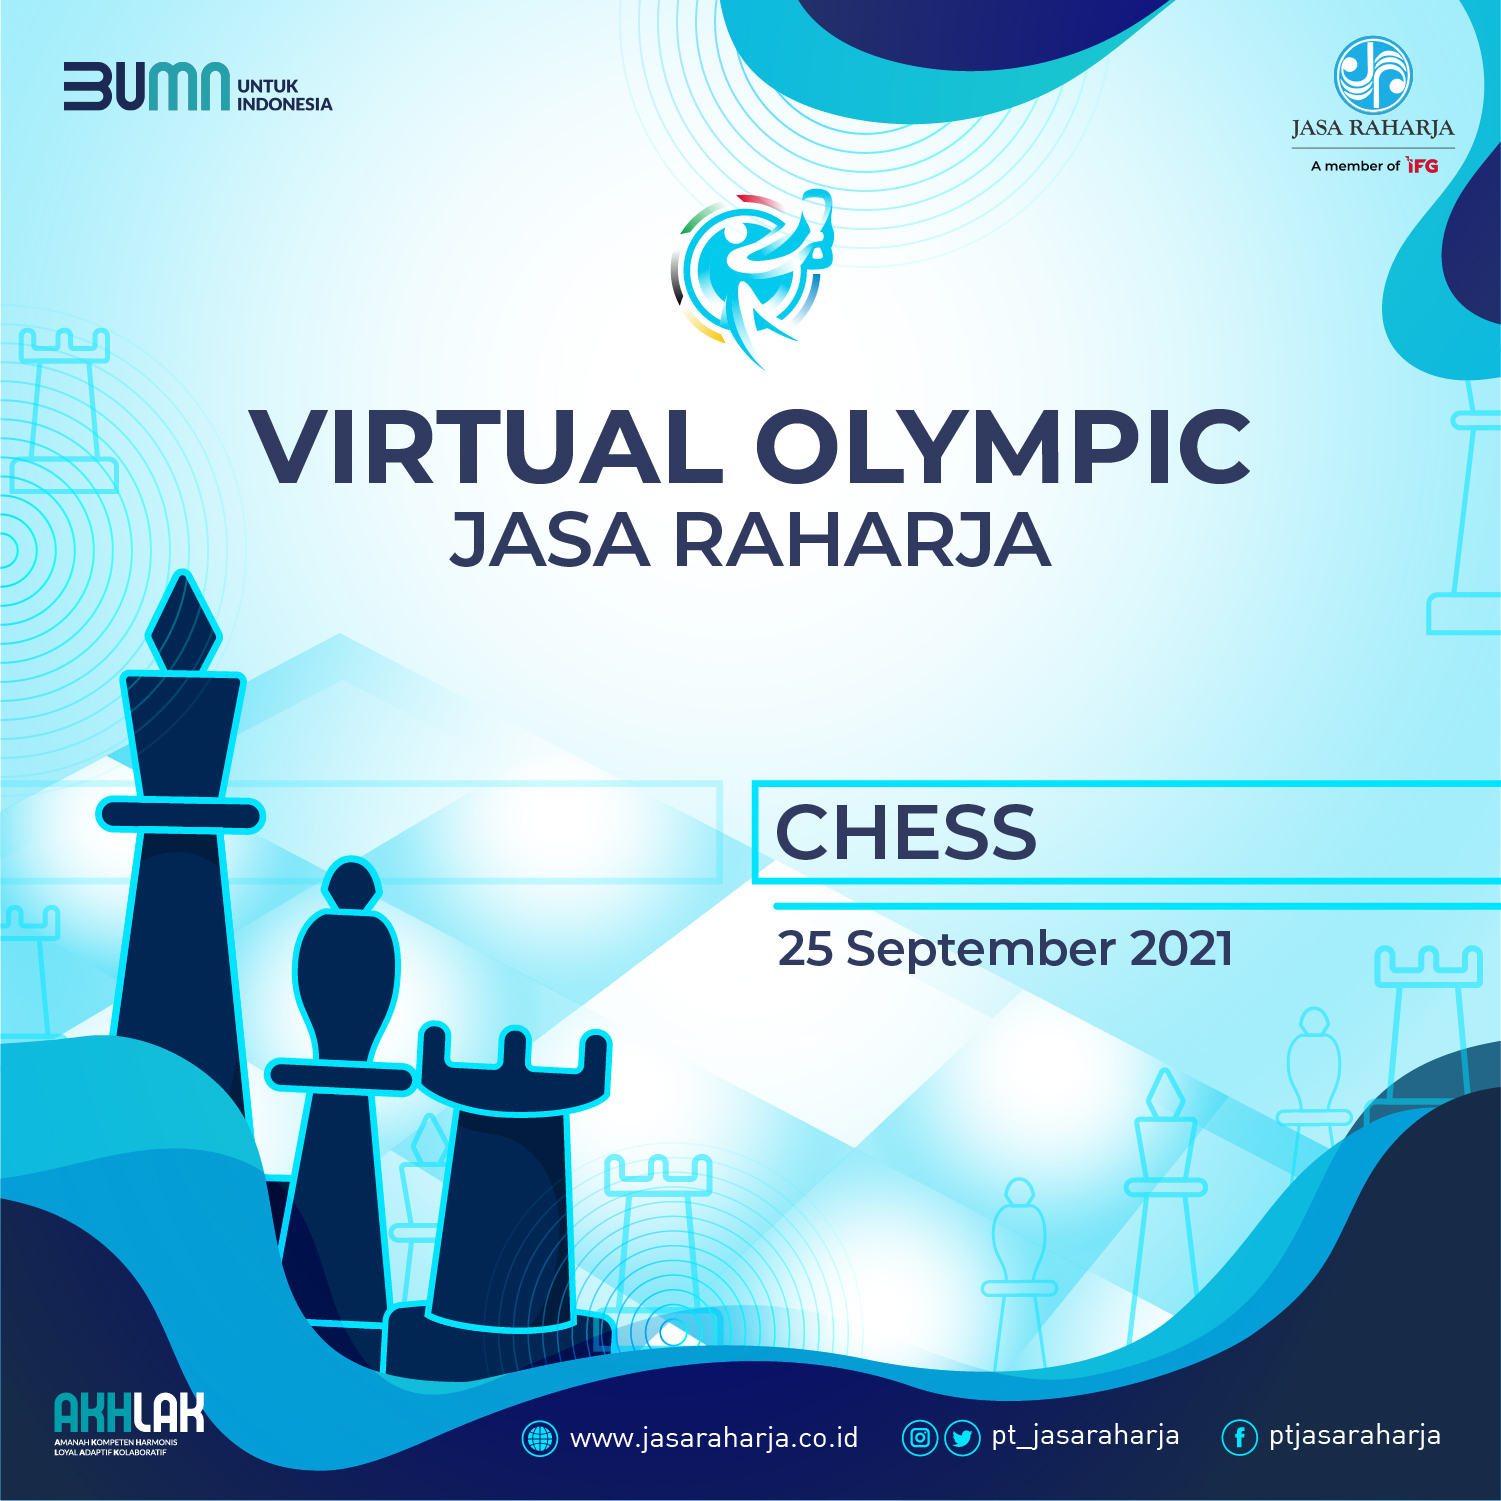 BUMN UNTUK
INDONESIA
JASA RAHARJA
A member of IFG
VIRTUAL OLYMPIC
JASA RAHARJA
CHESS
25 September 2021
AKHLAK
AMANAH KOMPETEN HARMONIS
LOYAL ADAPTIF KOLABORATIF
www.jasaraharja.co.id
pt_jasaraharja
ptjasaraharja